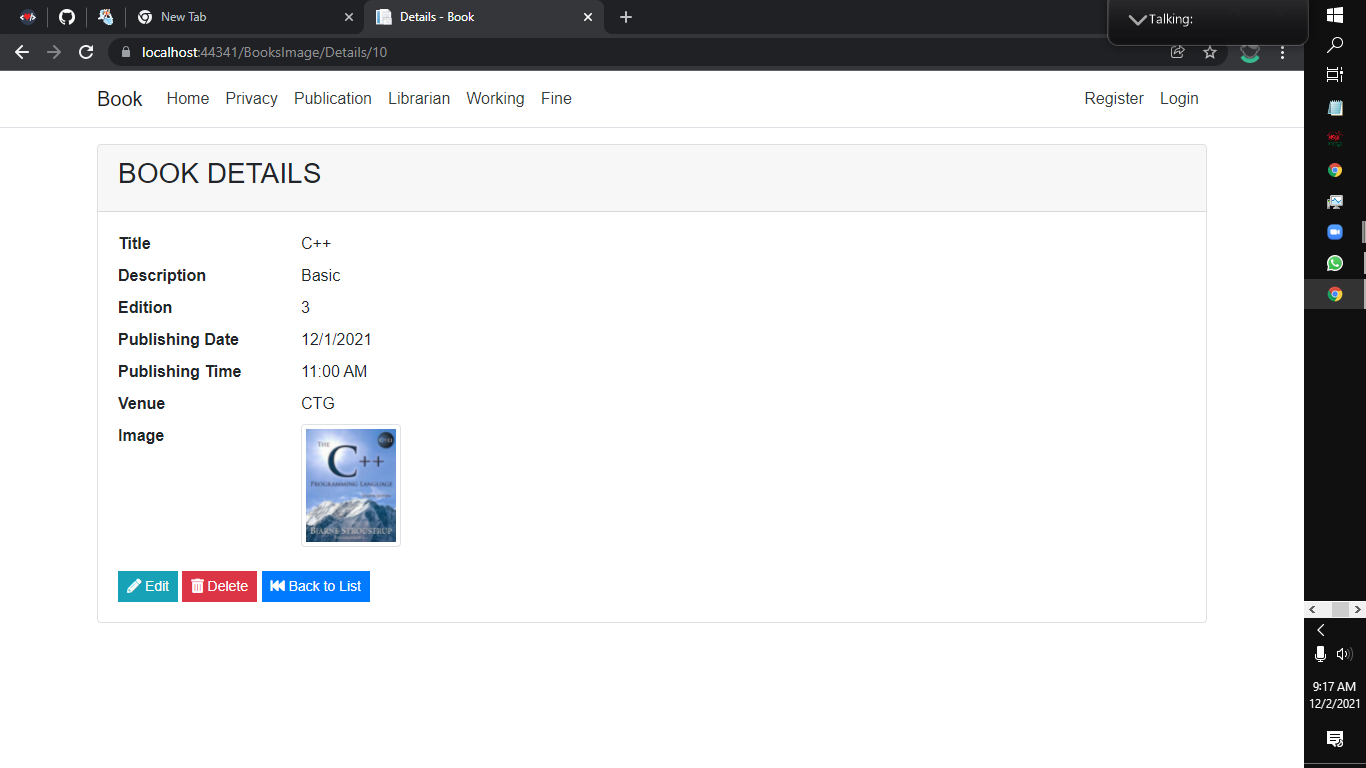 New Tab
Details - Book
Talking:
localhost:44341/BooksImage/Details/10
Book Home Privacy Publication Librarian Working Fine Register Login
BOOK DETAILS
Title C++
Description Basic
Edition 3
Publishing Date 12/1/2021
Publishing Time 11:00 AM
Venue CTG
Image
THE
C++
PROGRAMMING LANGUAGE
BJARNE STROUSTRUP
Edit Delete Back to List
9:17 AM
12/2/2021